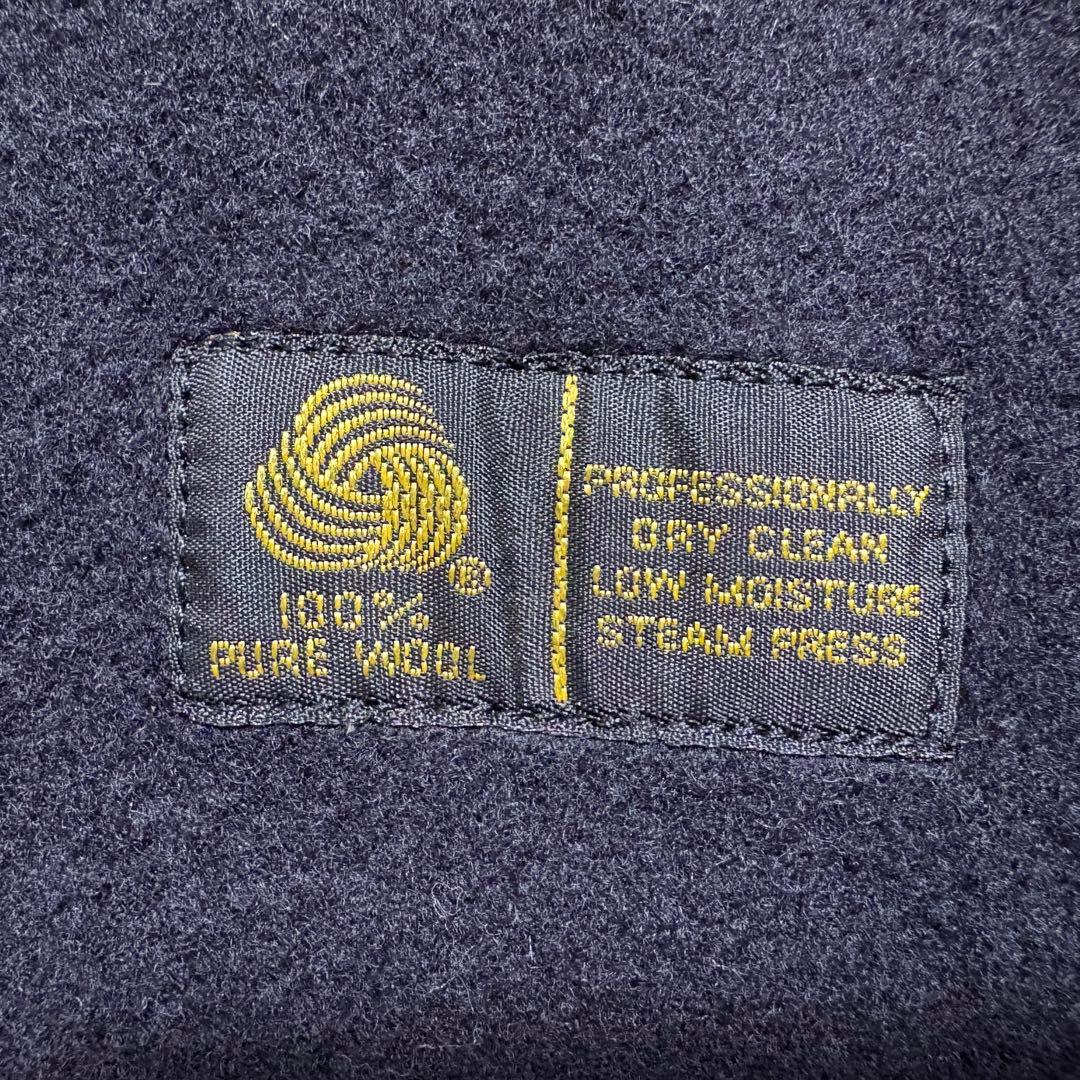 ®
100%
PURE WOOL
PROFESSIONALLY
DRY CLEAN
LOW MOISTURE
STEAM PRESS